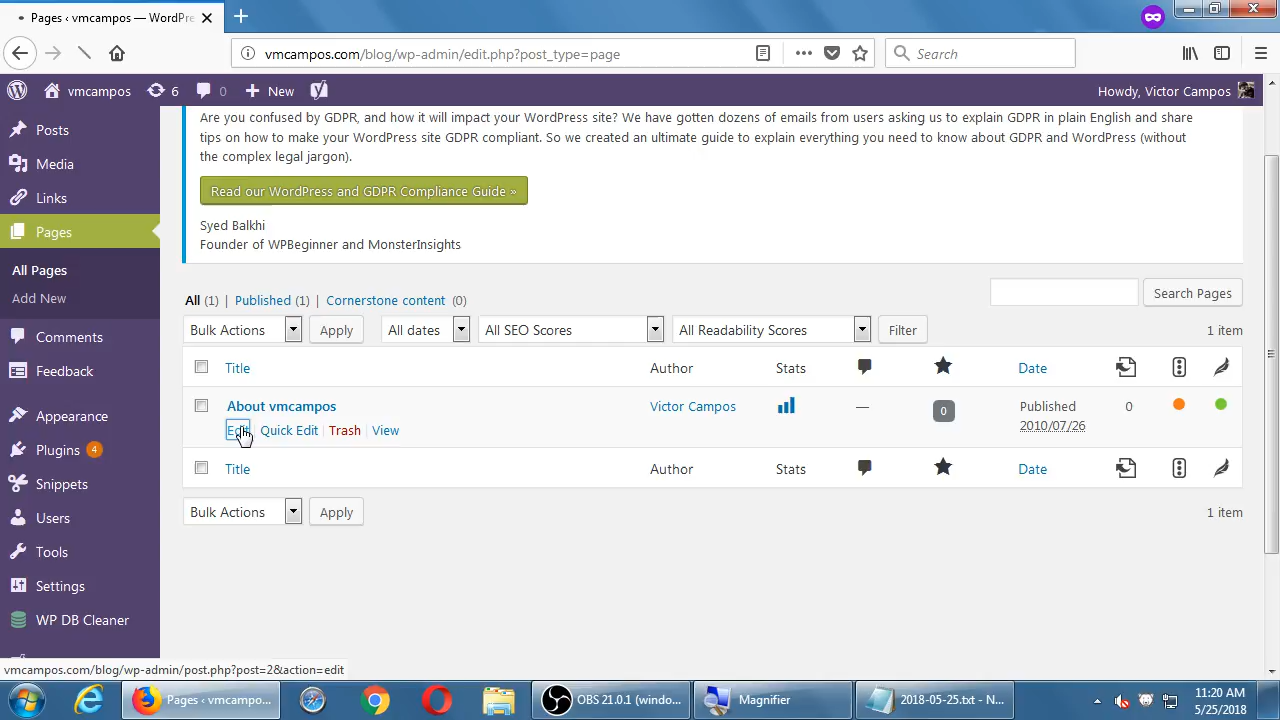 Pages ‹ vmcampos — WordPre
vmcampos.com/blog/wp-admin/edit.php?post_type=page
Search
vmcampos
6
0
New
Howdy, Victor Campos
Posts
Media
Links
Pages
All Pages
Add New
Comments
Feedback
Appearance
Plugins 4
Snippets
Users
Tools
Settings
WP DB Cleaner
Are you confused by GDPR, and how it will impact your WordPress site? We have gotten dozens of emails from users asking us to explain GDPR in plain English and share
tips on how to make your WordPress site GDPR compliant. So we created an ultimate guide to explain everything you need to know about GDPR and WordPress (without
the complex legal jargon).
Read our WordPress and GDPR Compliance Guide »
Syed Balkhi
Founder of WPBeginner and MonsterInsights
All (1) | Published (1) | Cornerstone content (0)
Search Pages
Bulk Actions
Apply
All dates
All SEO Scores
All Readability Scores
Filter
1 item
Title
Author
Stats
Date
About vmcampos
Victor Campos
—
0
Published
2010/07/26
0
Edit | Quick Edit | Trash | View
Title
Author
Stats
Date
Bulk Actions
Apply
1 item
vmcampos.com/blog/wp-admin/post.php?post=2&action=edit
Pages ‹ vmcampo...
OBS 21.0.1 (windo...
Magnifier
2018-05-25.txt - N...
11:20 AM
5/25/2018